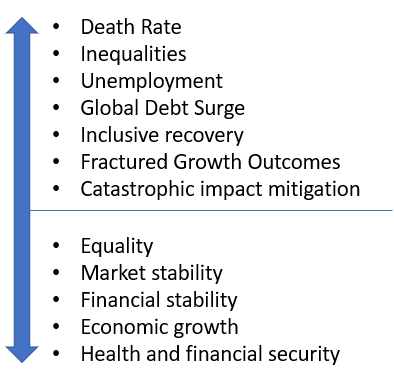 • Death Rate
• Inequalities
• Unemployment
• Global Debt Surge
• Inclusive recovery
• Fractured Growth Outcomes
• Catastrophic impact mitigation
• Equality
• Market stability
• Financial stability
• Economic growth
• Health and financial security